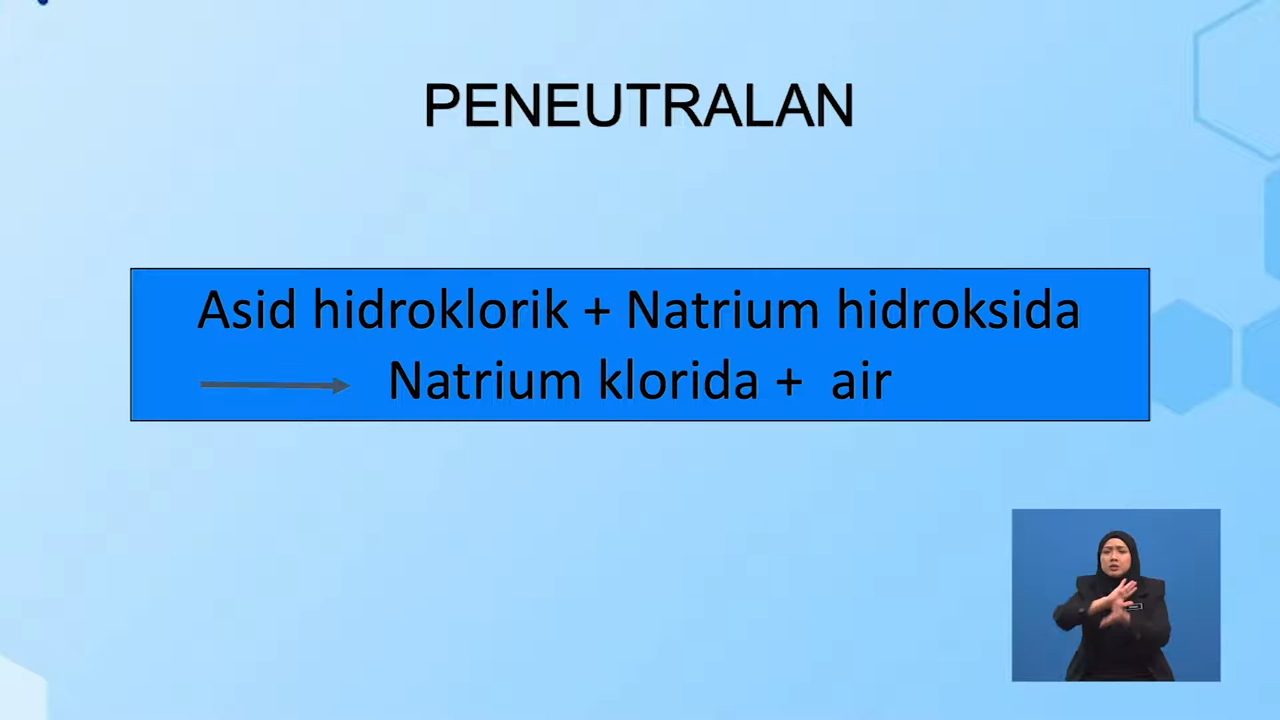 PENEUTRALAN
Asid hidroklorik + Natrium hidroksida
Natrium klorida + air